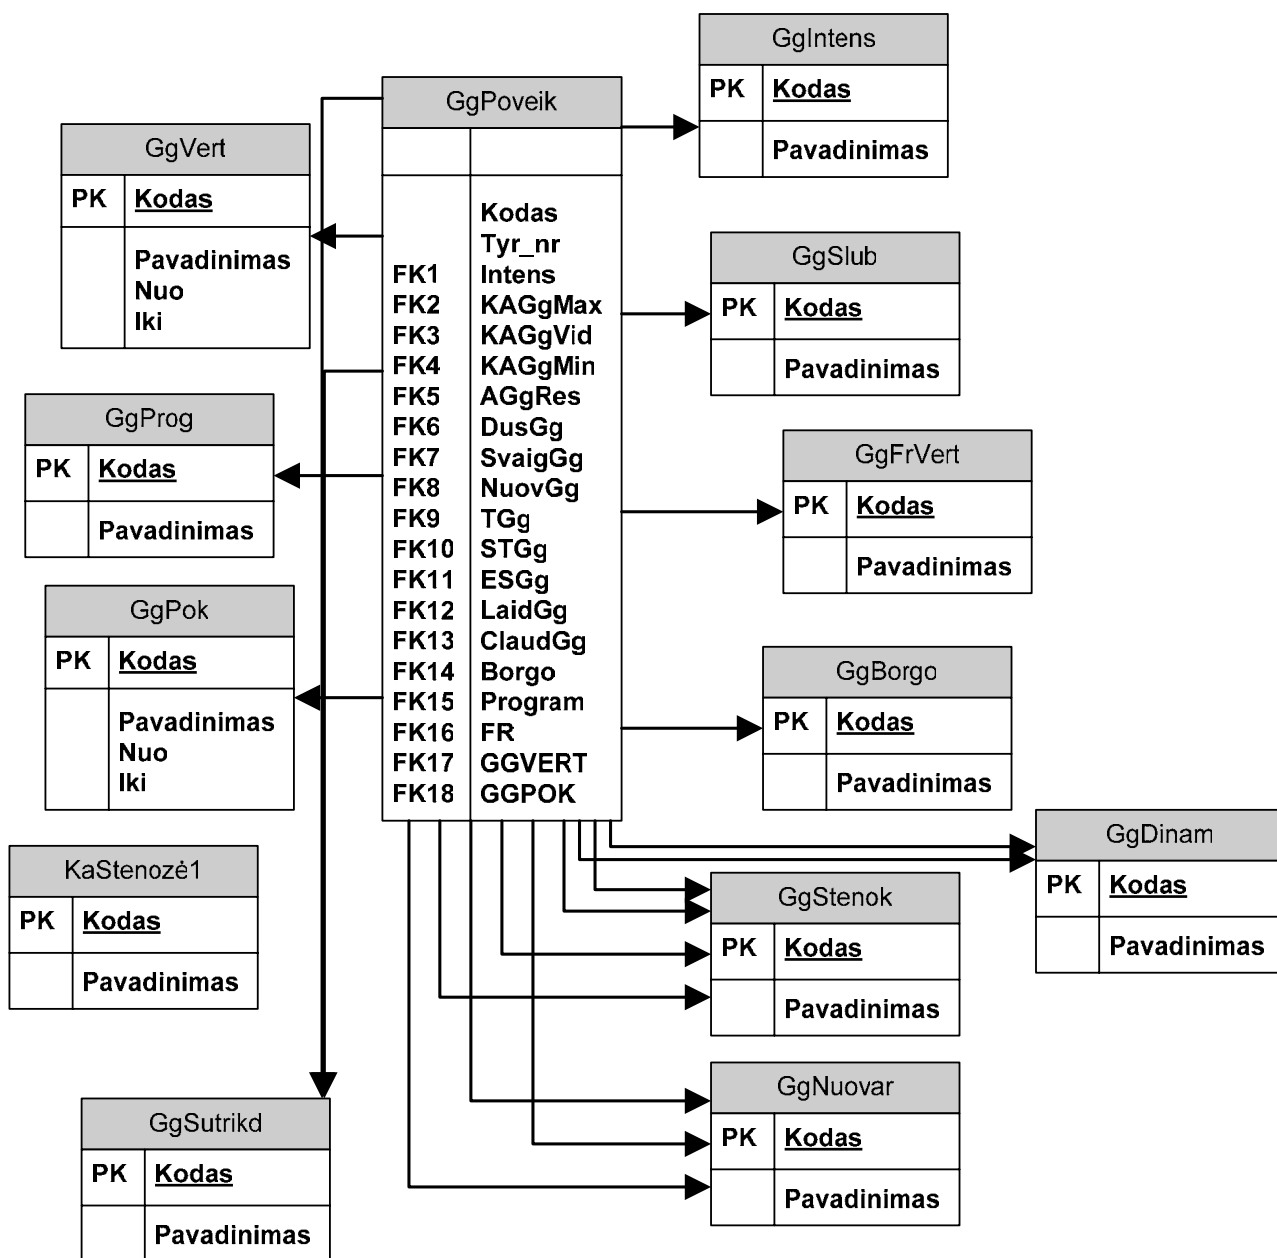 GgIntens
PK Kodas
Pavadinimas
GgPoveik
Kodas
Tyr_nr
FK1 Intens
FK2 KAGgMax
FK3 KAGgVid
FK4 KAGgMin
FK5 AGgRes
FK6 DusGg
FK7 SvaigGg
FK8 NuovGg
FK9 TGg
FK10 STGg
FK11 ESGg
FK12 LaidGg
FK13 ClaudGg
FK14 Borgo
FK15 Program
FK16 FR
FK17 GGVERT
FK18 GGPOK
GgVert
PK Kodas
Pavadinimas
Nuo
Iki
GgSlub
PK Kodas
Pavadinimas
GgProg
PK Kodas
Pavadinimas
GgFrVert
PK Kodas
Pavadinimas
GgPok
PK Kodas
Pavadinimas
Nuo
Iki
GgBorgo
PK Kodas
Pavadinimas
GgDinam
PK Kodas
Pavadinimas
KaStenozė1
PK Kodas
Pavadinimas
GgStenok
PK Kodas
Pavadinimas
GgNuovar
PK Kodas
Pavadinimas
GgSutrikd
PK Kodas
Pavadinimas